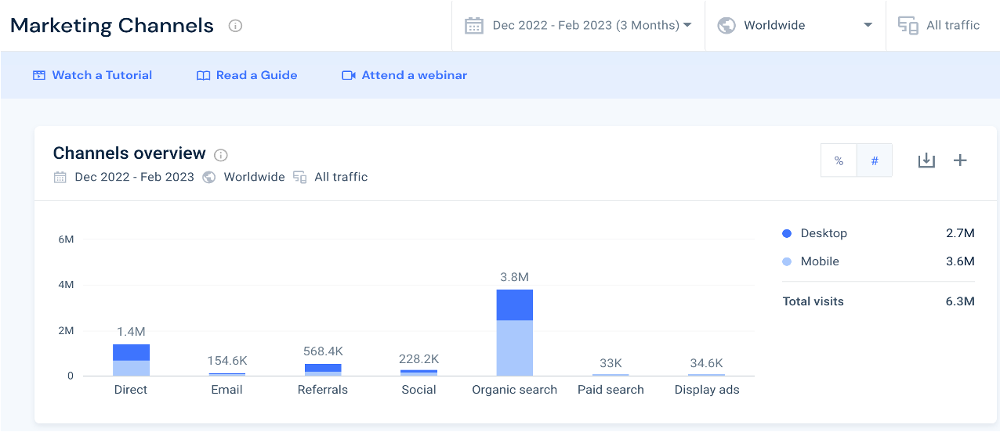 Marketing Channels
Dec 2022 - Feb 2023 (3 Months)
Worldwide
All traffic
Watch a Tutorial
Read a Guide
Attend a webinar
Channels overview
Dec 2022 - Feb 2023 Worldwide All traffic
% #
6M
4M
2M
0
1.4M
154.6K
568.4K
228.2K
3.8M
33K
34.6K
Direct
Email
Referrals
Social
Organic search
Paid search
Display ads
Desktop 2.7M
Mobile 3.6M
Total visits 6.3M